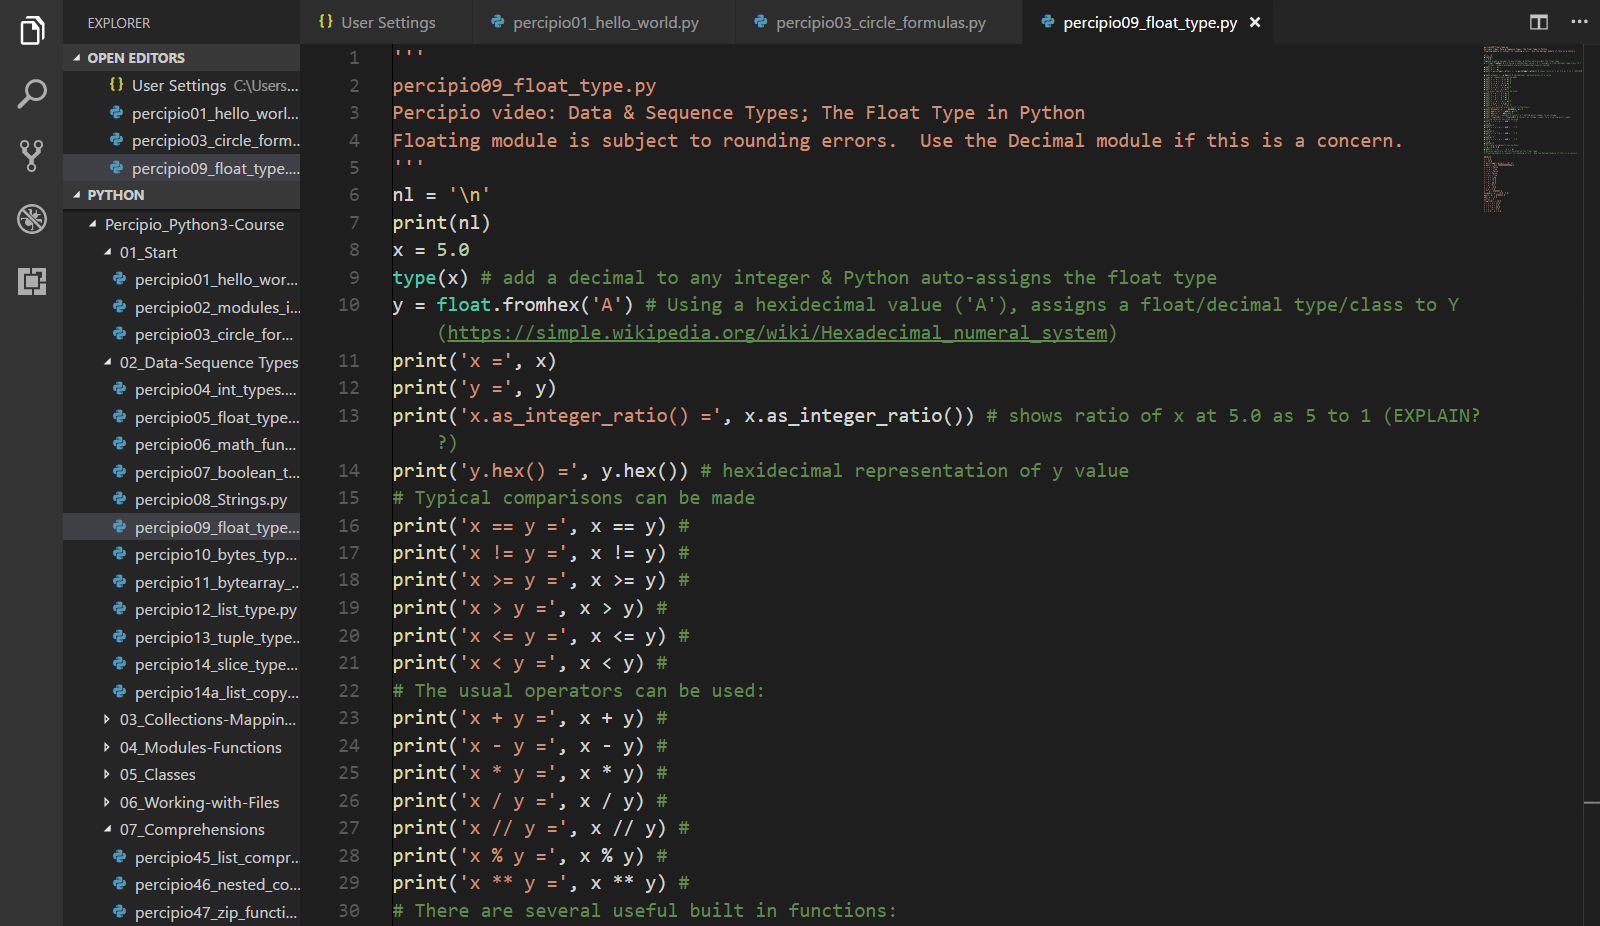 EXPLORER
OPEN EDITORS
{} User Settings C:\Users...
percipio01_hello_worl...
percipio03_circle_form...
percipio09_float_type....
PYTHON
Percipio_Python3-Course
01_Start
percipio01_hello_wor...
percipio02_modules_i...
percipio03_circle_for...
02_Data-Sequence Types
percipio04_int_types....
percipio05_float_type...
percipio06_math_fun...
percipio07_boolean_t...
percipio08_Strings.py
percipio09_float_type...
percipio10_bytes_typ...
percipio11_bytearray_...
percipio12_list_type.py
percipio13_tuple_type...
percipio14_slice_type...
percipio14a_list_copy...
03_Collections-Mappin...
04_Modules-Functions
05_Classes
06_Working-with-Files
07_Comprehensions
percipio45_list_compr...
percipio46_nested_co...
percipio47_zip_functi...
{} User Settings percipio01_hello_world.py percipio03_circle_formulas.py percipio09_float_type.py ×
1 '''
2 percipio09_float_type.py
3 Percipio video: Data & Sequence Types; The Float Type in Python
4 Floating module is subject to rounding errors.  Use the Decimal module if this is a concern.
5 '''
6 nl = '\n'
7 print(nl)
8 x = 5.0
9 type(x) # add a decimal to any integer & Python auto-assigns the float type
10 y = float.fromhex('A') # Using a hexidecimal value ('A'), assigns a float/decimal type/class to Y
(https://simple.wikipedia.org/wiki/Hexadecimal_numeral_system)
11 print('x =', x)
12 print('y =', y)
13 print('x.as_integer_ratio() =', x.as_integer_ratio()) # shows ratio of x at 5.0 as 5 to 1 (EXPLAIN?
?)
14 print('y.hex() =', y.hex()) # hexidecimal representation of y value
15 # Typical comparisons can be made
16 print('x == y =', x == y) #
17 print('x != y =', x != y) #
18 print('x >= y =', x >= y) #
19 print('x > y =', x > y) #
20 print('x <= y =', x <= y) #
21 print('x < y =', x < y) #
22 # The usual operators can be used:
23 print('x + y =', x + y) #
24 print('x - y =', x - y) #
25 print('x * y =', x * y) #
26 print('x / y =', x / y) #
27 print('x // y =', x // y) #
28 print('x % y =', x % y) #
29 print('x ** y =', x ** y) #
30 # There are several useful built in functions: